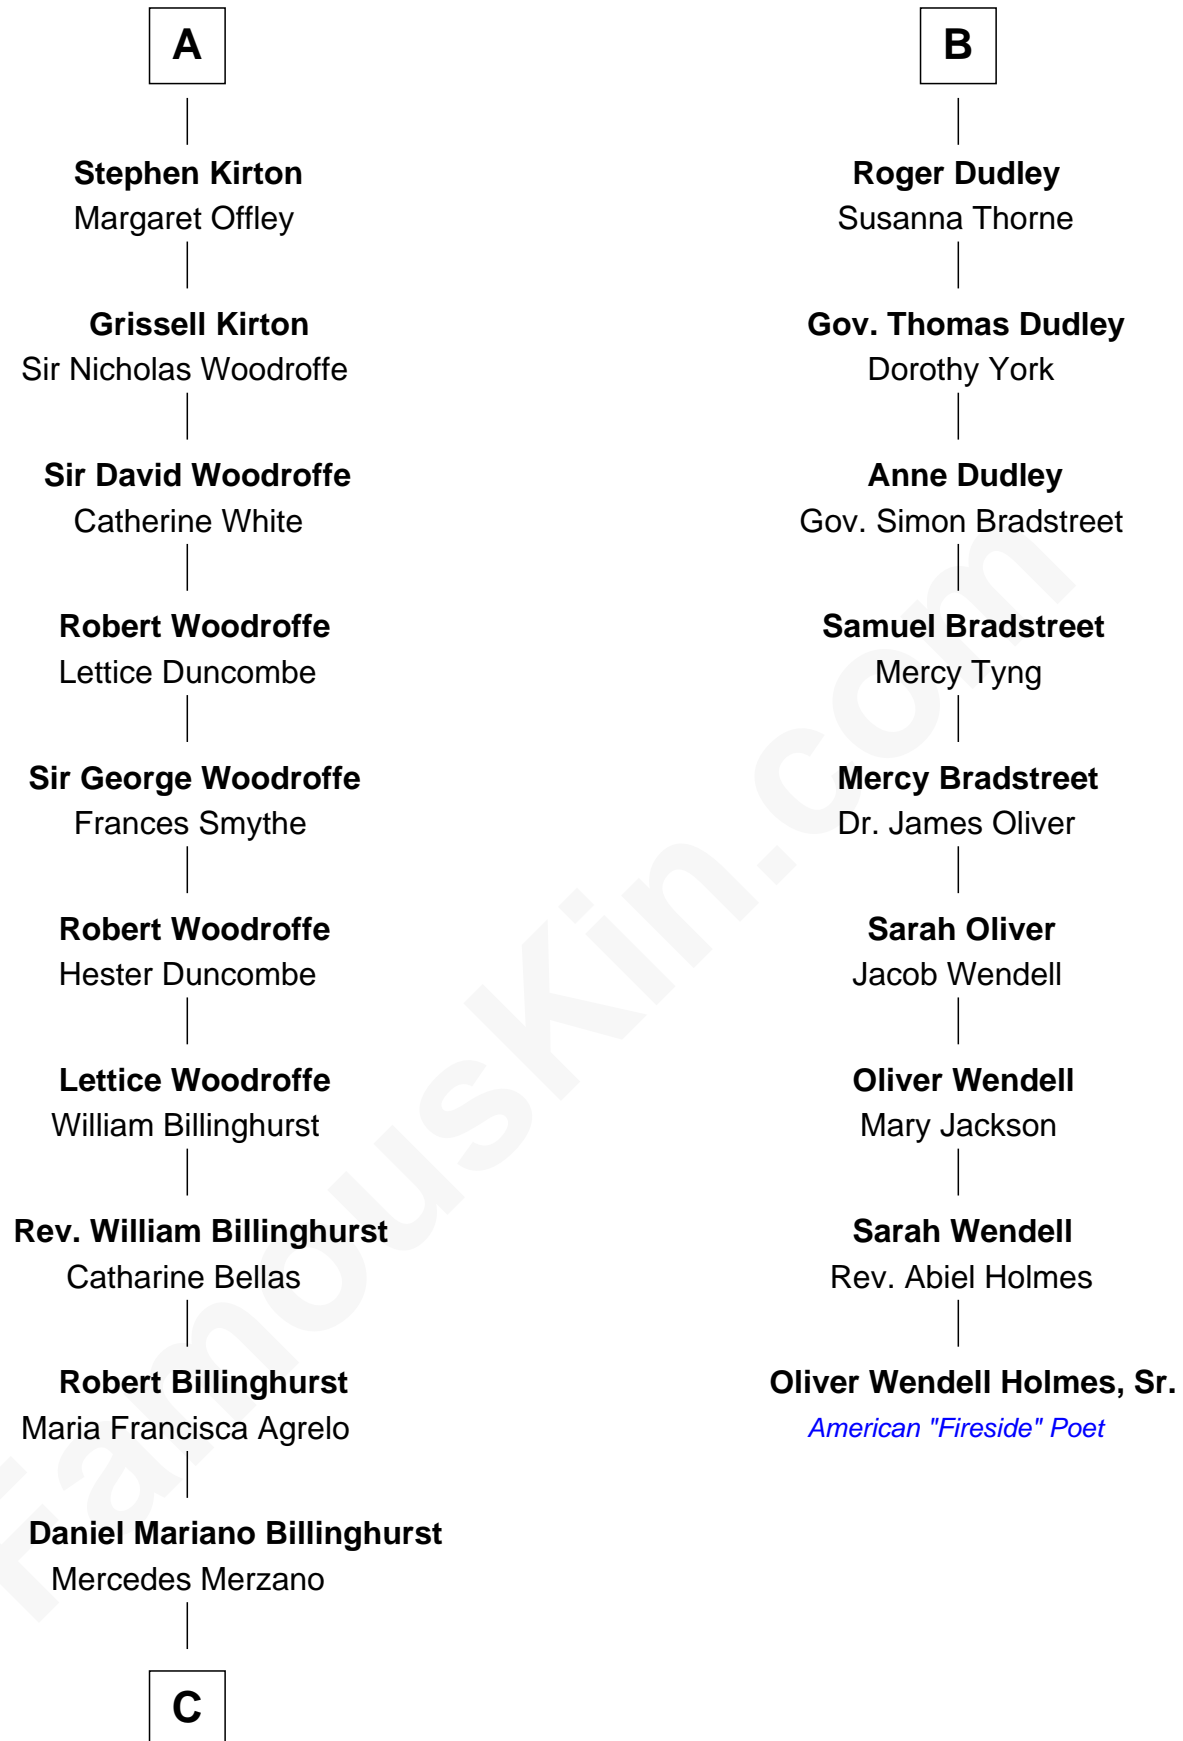 A
Stephen Kirton
Margaret Offley
Grissell Kirton
Sir Nicholas Woodroffe
Sir David Woodroffe
Catherine White
Robert Woodroffe
Lettice Duncombe
Sir George Woodroffe
Frances Smythe
Robert Woodroffe
Hester Duncombe
Lettice Woodroffe
William Billinghurst
Rev. William Billinghurst
Catharine Bellas
Robert Billinghurst
Maria Francisca Agrelo
Daniel Mariano Billinghurst
Mercedes Merzano
C
B
Roger Dudley
Susanna Thorne
Gov. Thomas Dudley
Dorothy York
Anne Dudley
Gov. Simon Bradstreet
Samuel Bradstreet
Mercy Tyng
Mercy Bradstreet
Dr. James Oliver
Sarah Oliver
Jacob Wendell
Oliver Wendell
Mary Jackson
Sarah Wendell
Rev. Abiel Holmes
Oliver Wendell Holmes, Sr.
American "Fireside" Poet
FamousKin.com